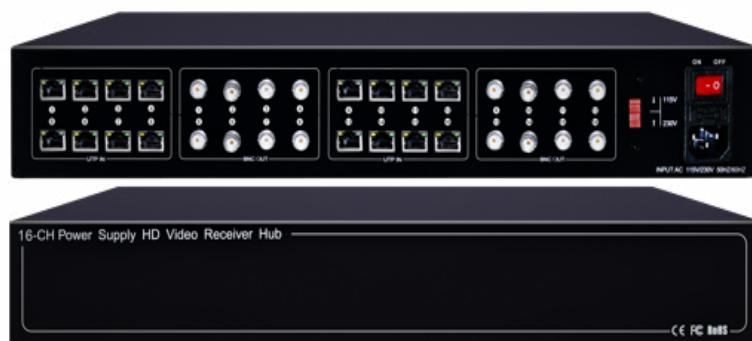 ON OFF
115V
230V
UTP IN
BNC OUT
UTP IN
BNC OUT
INPUT:AC 115V/230V 50HZ/60HZ
16-CH Power Supply HD Video Receiver Hub
CE FC RoHS